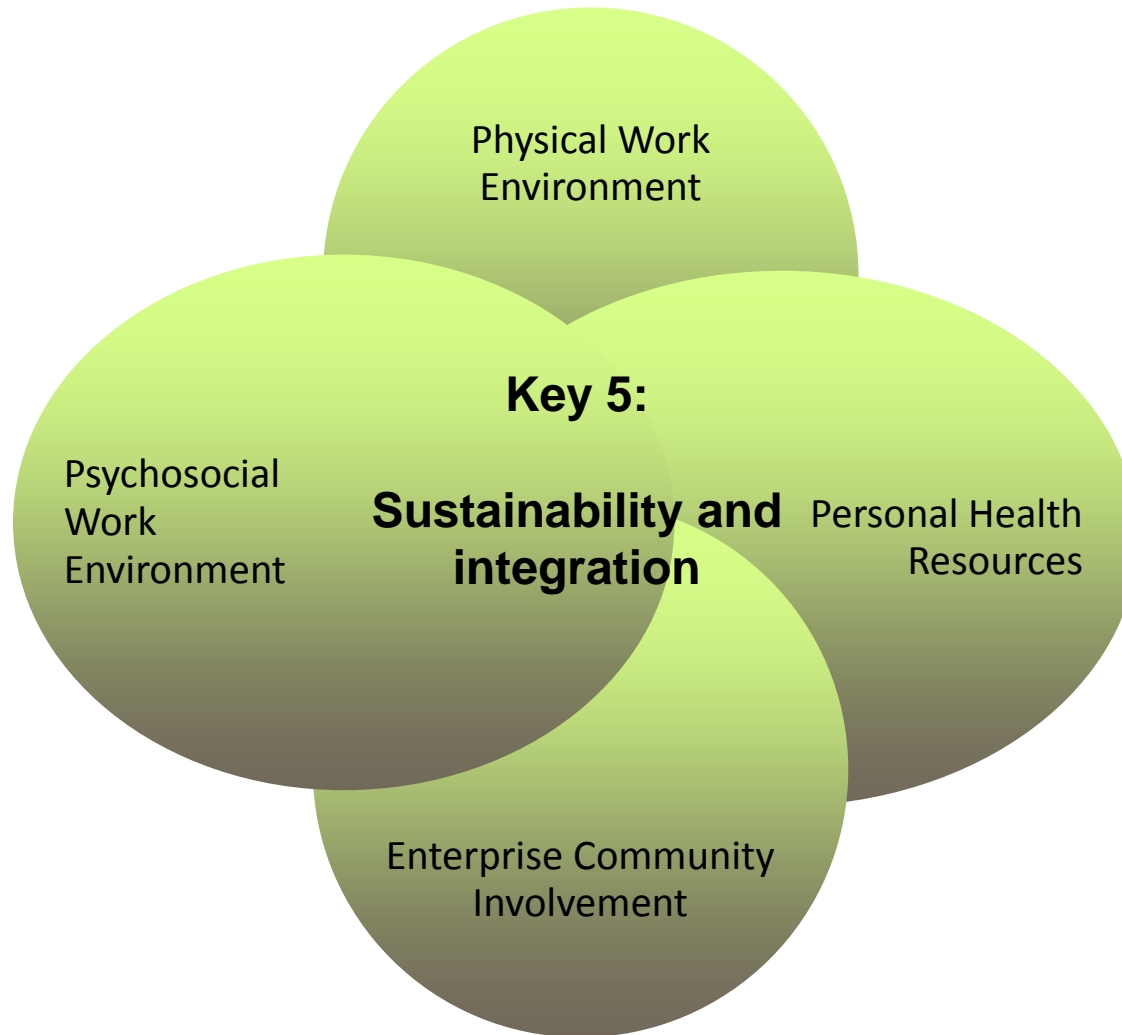 Physical Work
Environment
Key 5:
Psychosocial
Work
Environment
Sustainability and
integration
Personal Health
Resources
Enterprise Community
Involvement